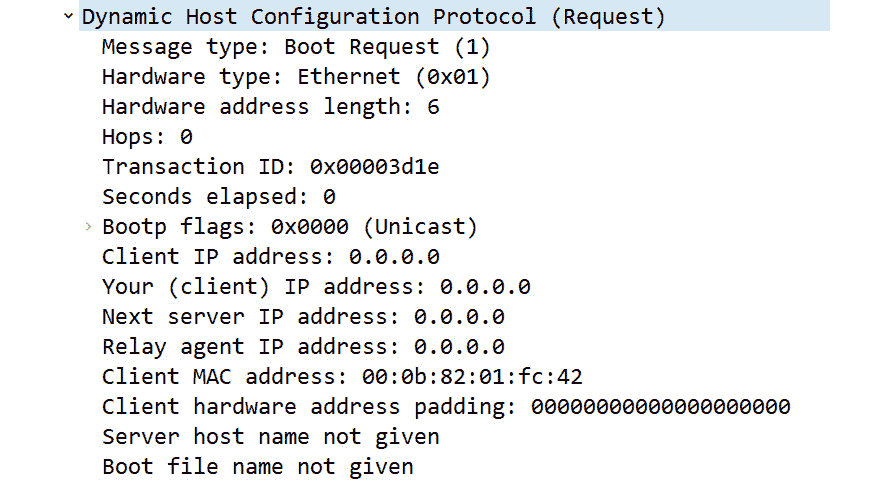 Dynamic Host Configuration Protocol (Request)
Message type: Boot Request (1)
Hardware type: Ethernet (0x01)
Hardware address length: 6
Hops: 0
Transaction ID: 0x00003d1e
Seconds elapsed: 0
Bootp flags: 0x0000 (Unicast)
Client IP address: 0.0.0.0
Your (client) IP address: 0.0.0.0
Next server IP address: 0.0.0.0
Relay agent IP address: 0.0.0.0
Client MAC address: 00:0b:82:01:fc:42
Client hardware address padding: 00000000000000000000
Server host name not given
Boot file name not given